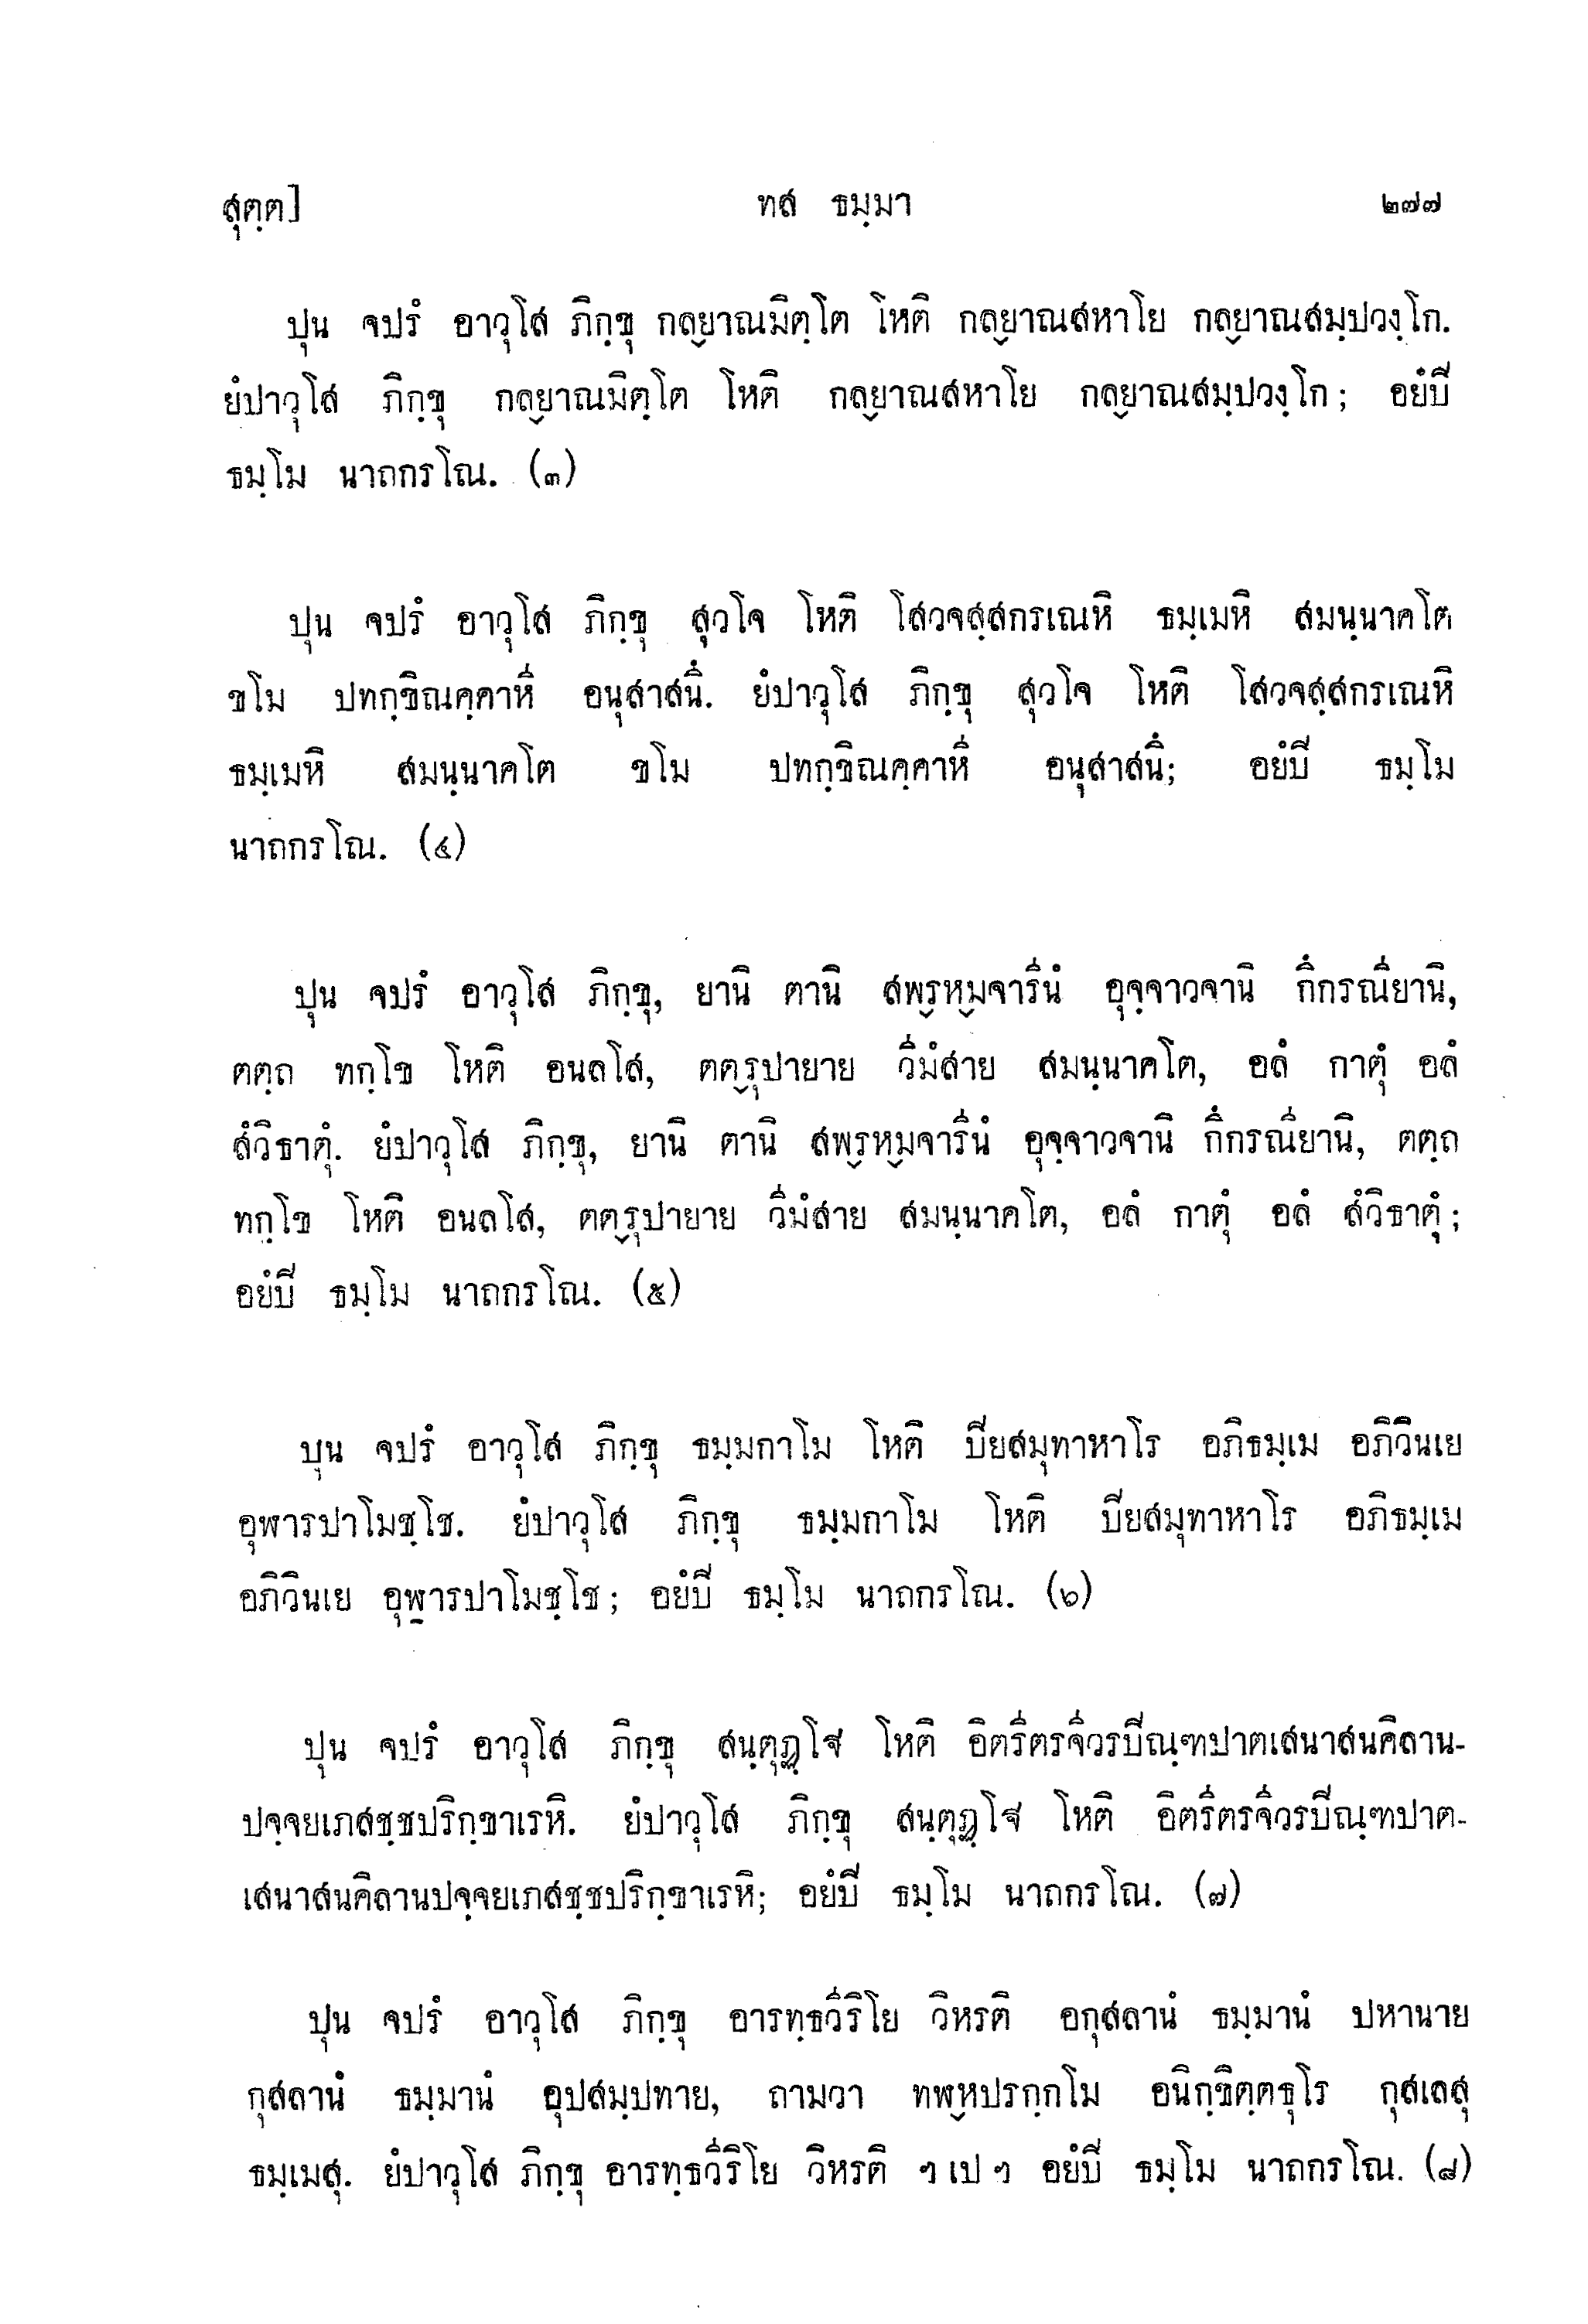 สุตฺต] ทส ธมฺมา ๒๗๗
ปุน จปรํ อาวุโส ภิกฺขุ กลฺยาณมิตฺโต โหติ กลฺยาณสหาโย กลฺยาณสมฺปวงฺโก.
ยํปาวุโส ภิกฺขุ กลฺยาณมิตฺโต โหติ กลฺยาณสหาโย กลฺยาณสมฺปวงฺโก; อยํปิ
ธมฺโม นาถกรโณ. (๓)
ปุน จปรํ อาวุโส ภิกฺขุ สุวโจ โหติ โสวจสฺสกรเณหิ ธมฺเมหิ สมนฺนาคโต
ขโม ปทกฺขิณคฺคาหี อนุสาสนึ. ยํปาวุโส ภิกฺขุ สุวโจ โหติ โสวจสฺสกรเณหิ
ธมฺเมหิ สมนฺนาคโต ขโม ปทกฺขิณคฺคาหี อนุสาสนึ; อยํปิ ธมฺโม
นาถกรโณ. (๔)
ปุน จปรํ อาวุโส ภิกฺขุ, ยานิ ตานิ สพฺรหฺมจารีนํ อุจฺจาวจานิ กึกรณียานิ,
ตตฺถ ทกฺโข โหติ อนลโส, ตตฺรุปายาย วีมํสาย สมนฺนาคโต, อลํ กาตุํ อลํ
สํวิธาตุํ. ยํปาวุโส ภิกฺขุ, ยานิ ตานิ สพฺรหฺมจารีนํ อุจฺจาวจานิ กึกรณียานิ, ตตฺถ
ทกฺโข โหติ อนลโส, ตตฺรุปายาย วีมํสาย สมนฺนาคโต, อลํ กาตุํ อลํ สํวิธาตุํ;
อยํปิ ธมฺโม นาถกรโณ. (๕)
ปุน จปรํ อาวุโส ภิกฺขุ ธมฺมกาโม โหติ ปิยสมุทาหาโร อภิธมฺเม อภิวินเย
อุฬารปาโมชฺโช. ยํปาวุโส ภิกฺขุ ธมฺมกาโม โหติ ปิยสมุทาหาโร อภิธมฺเม
อภิวินเย อุฬารปาโมชฺโช; อยํปิ ธมฺโม นาถกรโณ. (๖)
ปุน จปรํ อาวุโส ภิกฺขุ สนฺตุฏฺโฐ โหติ อิตรีตรจีวรปิณฺฑปาตเสนาสนคิลาน-
ปจฺจยเภสชฺชปริกฺขาเรหิ. ยํปาวุโส ภิกฺขุ สนฺตุฏฺโฐ โหติ อิตรีตรจีวรปิณฺฑปาต-
เสนาสนคิลานปจฺจยเภสชฺชปริกฺขาเรหิ; อยํปิ ธมฺโม นาถกรโณ. (๗)
ปุน จปรํ อาวุโส ภิกฺขุ อารทฺธวีริโย วิหรติ อกุสลานํ ธมฺมานํ ปหานาย
กุสลานํ ธมฺมานํ อุปสมฺปทาย, ถามวา ทฬฺหปรกฺกโม อนิกฺขิตฺตธุโร กุสเลสุ
ธมฺเมสุ. ยํปาวุโส ภิกฺขุ อารทฺธวีริโย วิหรติ ฯ เป ฯ อยํปิ ธมฺโม นาถกรโณ. (๘)